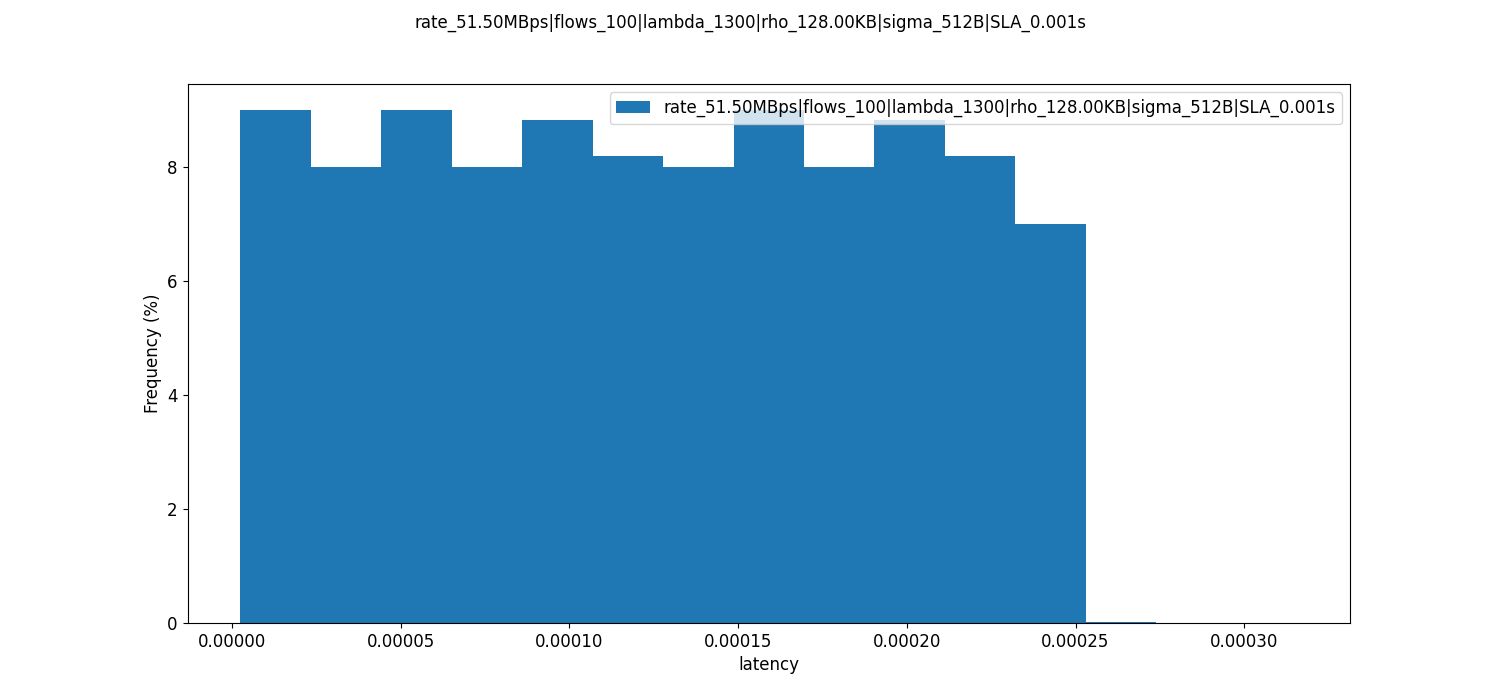 rate_51.50MBps|flows_100|lambda_1300|rho_128.00KB|sigma_512B|SLA_0.001s
rate_51.50MBps|flows_100|lambda_1300|rho_128.00KB|sigma_512B|SLA_0.001s
Frequency (%)
8
6
4
2
0
0.00000 0.00005 0.00010 0.00015 0.00020 0.00025 0.00030
latency